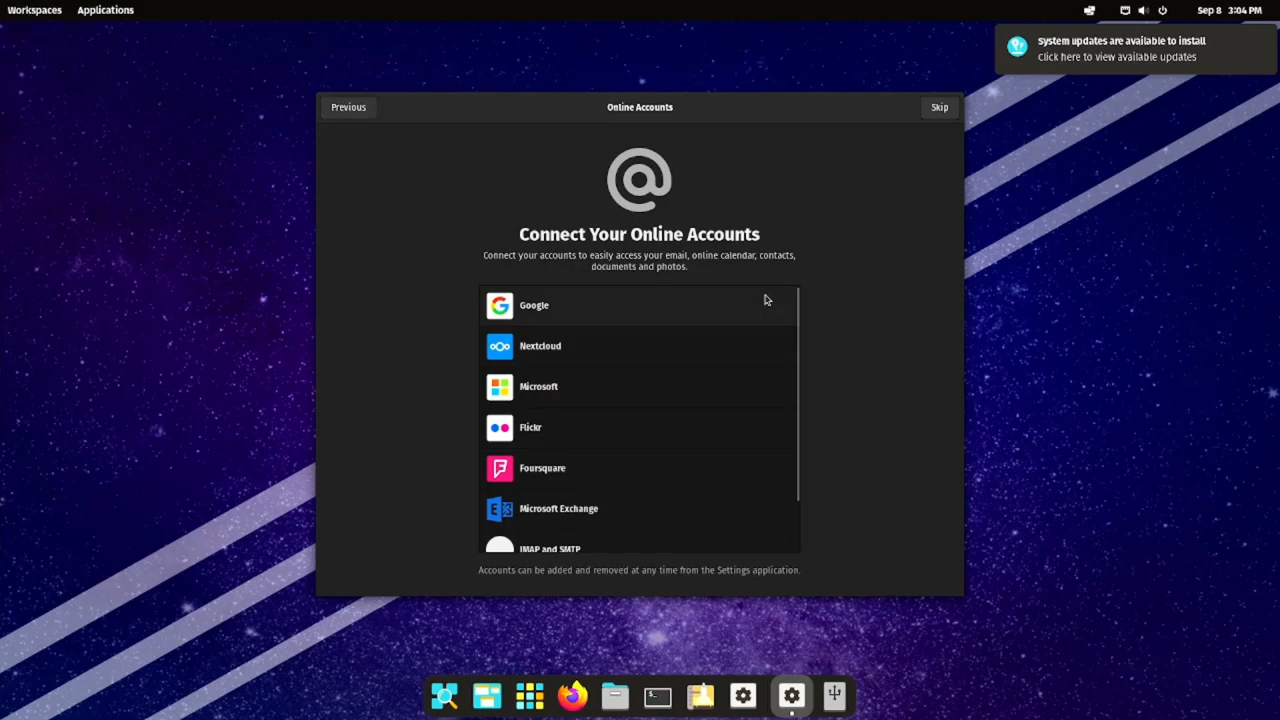 Workspaces Applications Sep 8 3:04 PM
System updates are available to install
Click here to view available updates
Previous Online Accounts Skip
Connect Your Online Accounts
Connect your accounts to easily access your email, online calendar, contacts,
documents and photos.
Google
Nextcloud
Microsoft
Flickr
Foursquare
Microsoft Exchange
IMAP and SMTP
Accounts can be added and removed at any time from the Settings application.